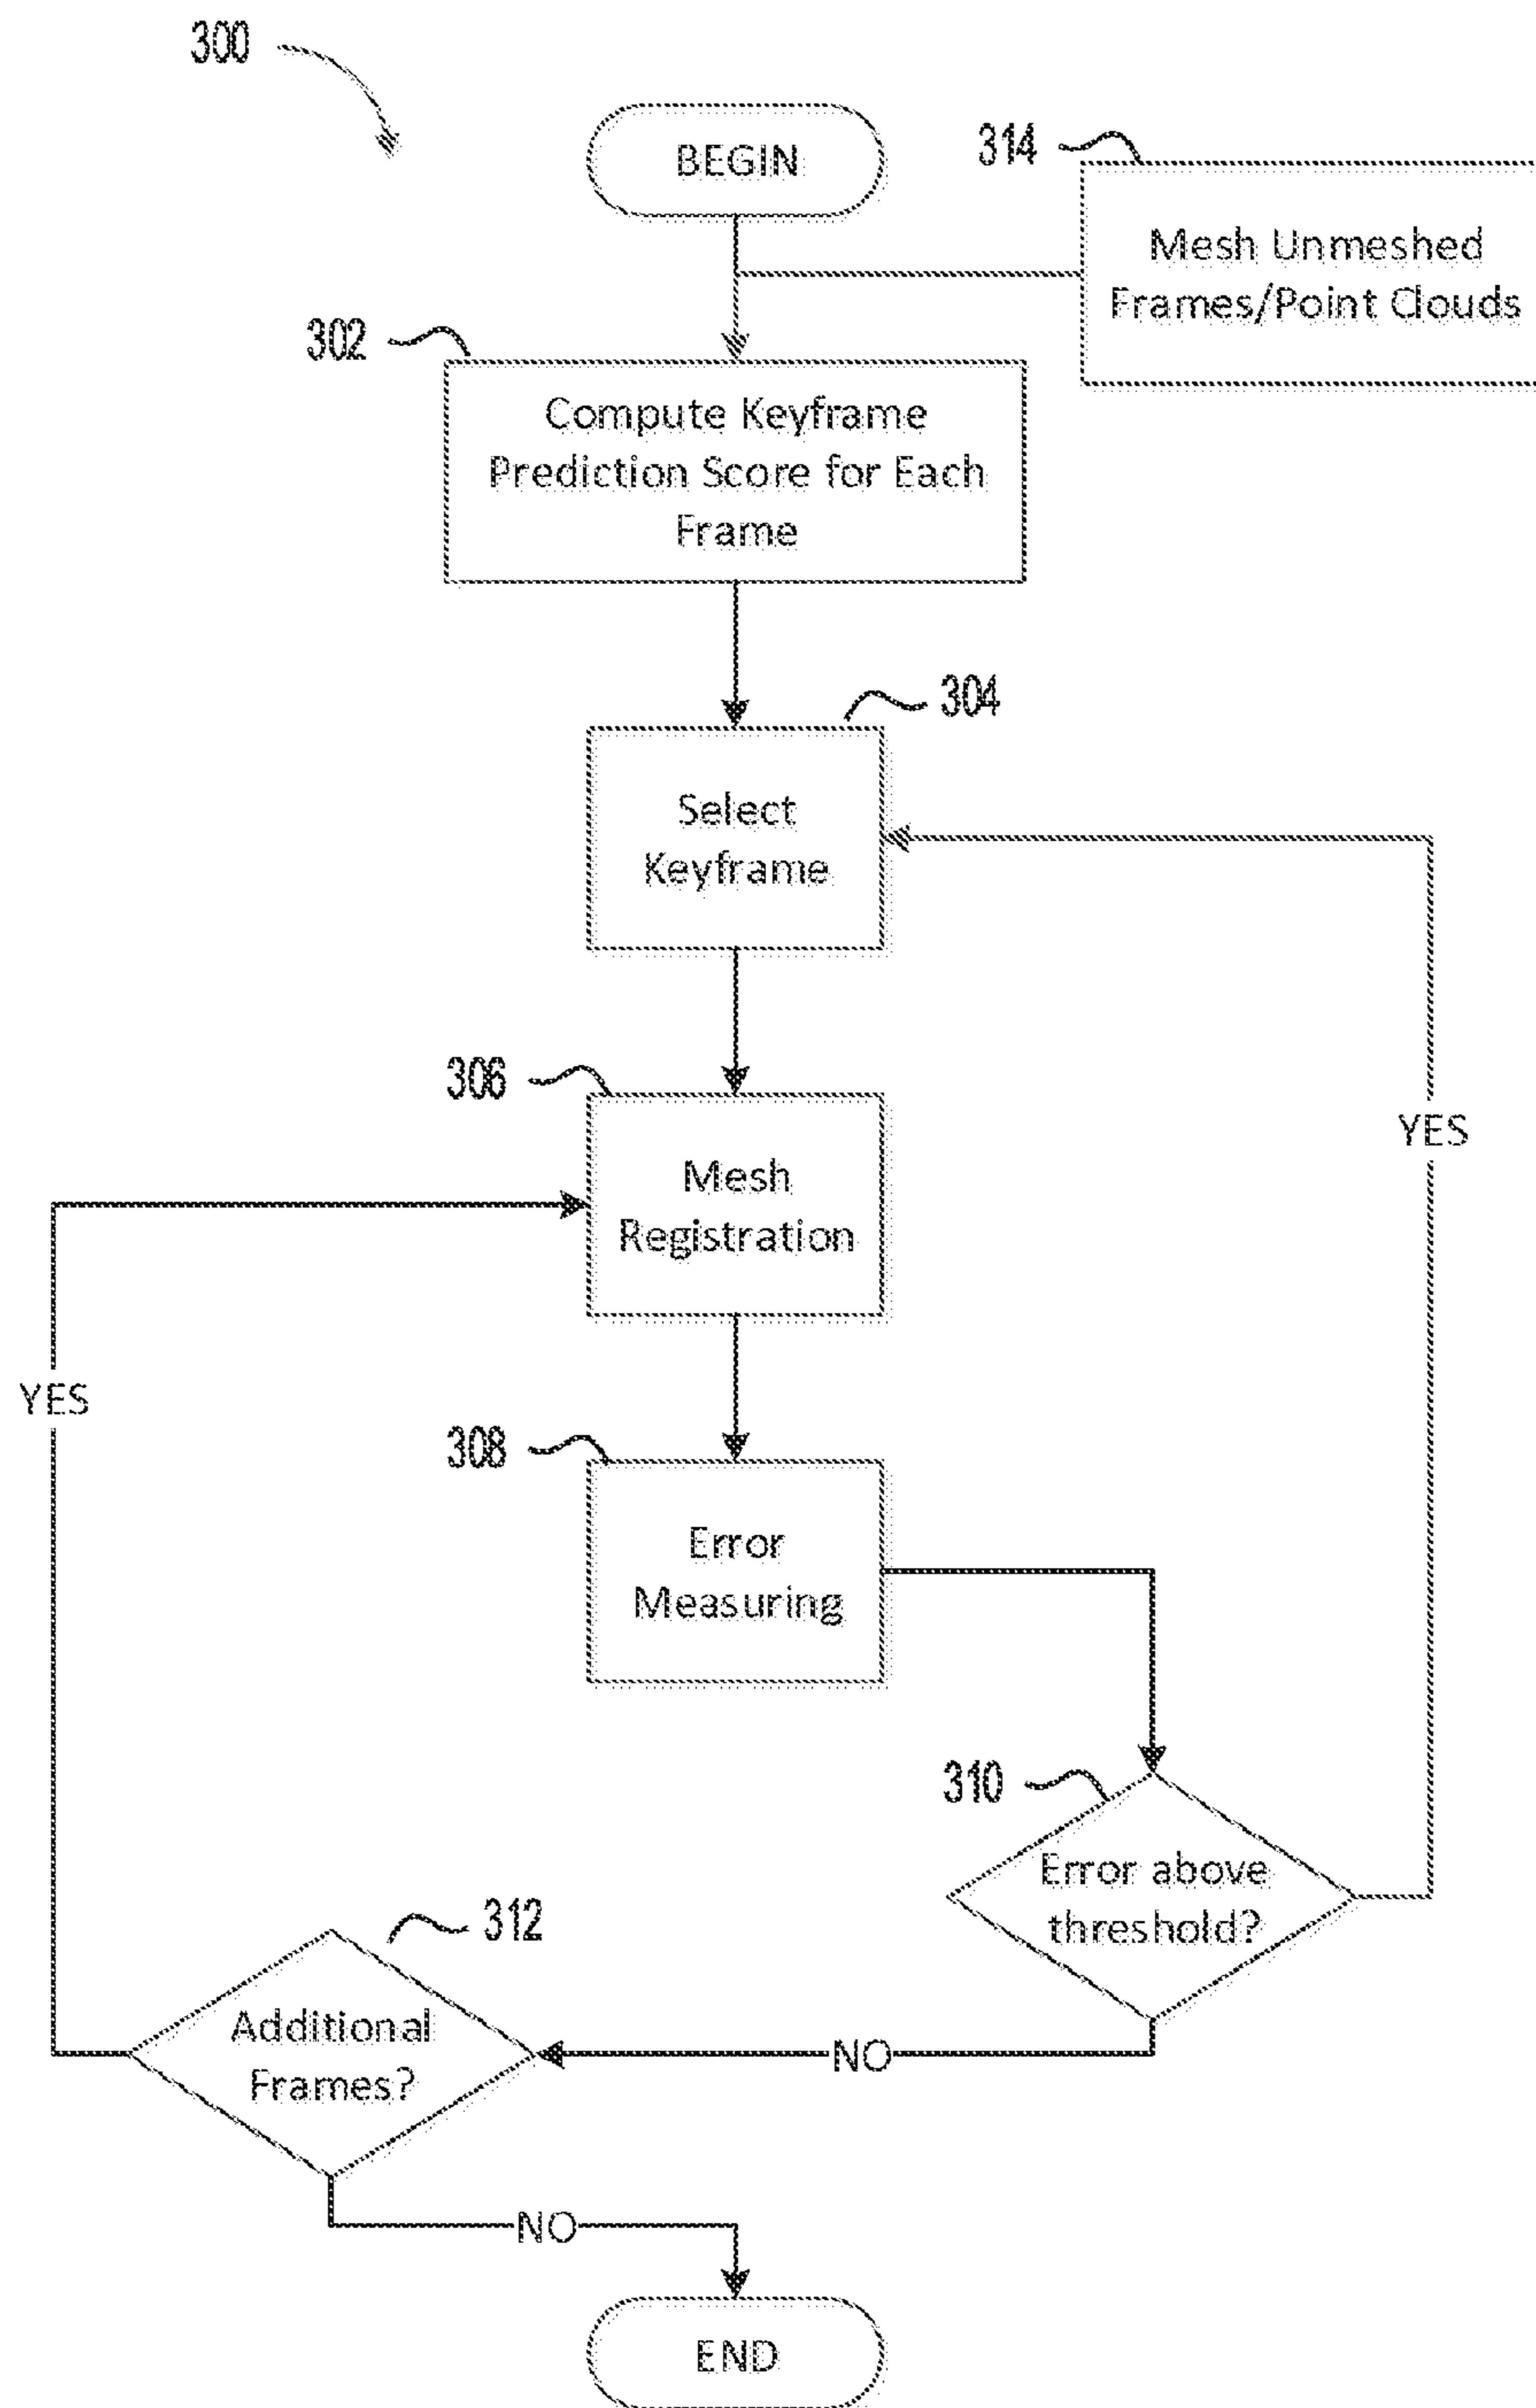 300
BEGIN
314
Mesh Unmeshed
Frames/Point Clouds
302
Compute Keyframe
Prediction Score for Each
Frame
304
Select
Keyframe
306
Mesh
Registration
YES
YES
308
Error
Measuring
310
Error above
threshold?
312
Additional
Frames?
NO
NO
END